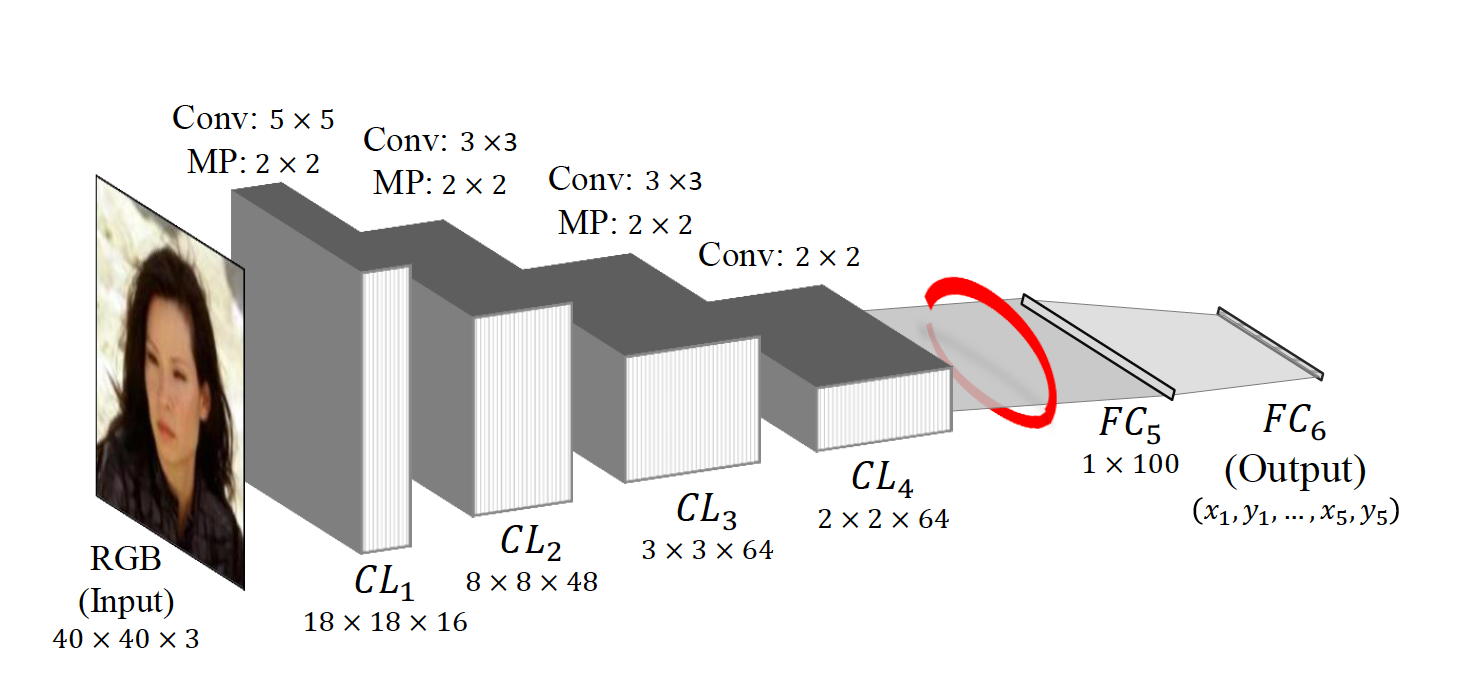 Conv: 5 × 5
MP: 2 × 2
Conv: 3 ×3
MP: 2 × 2
Conv: 3 ×3
MP: 2 × 2
Conv: 2 × 2
RGB
(Input)
40 × 40 × 3
CL₁
18 × 18 × 16
CL₂
8 × 8 × 48
CL₃
3 × 3 × 64
CL₄
2 × 2 × 64
FC₅
1 × 100
FC₆
(Output)
(x₁, y₁, … , x₅, y₅)